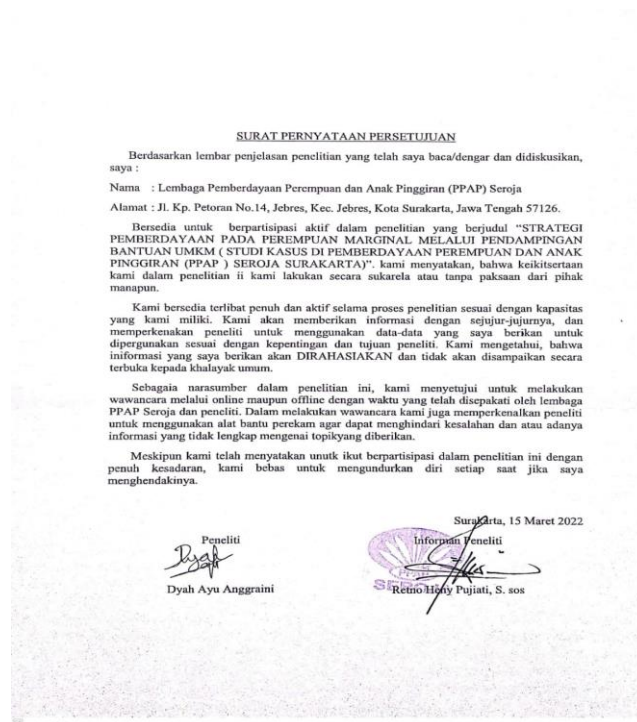 SURAT PERNYATAAN PERSETUJUAN
Berdasarkan lembar penjelasan penelitian yang telah saya baca/dengar dan didiskusikan,
saya :
Nama : Lembaga Pemberdayaan Perempuan dan Anak Pinggiran (PPAP) Seroja
Alamat : Jl. Kp. Petoran No.14, Jebres, Kec. Jebres, Kota Surakarta, Jawa Tengah 57126.
Bersedia untuk berpartisipasi aktif dalam penelitian yang berjudul "STRATEGI
PEMBERDAYAAN PADA PEREMPUAN MARGINAL MELALUI PENDAMPINGAN
BANTUAN UMKM ( STUDI KASUS DI PEMBERDAYAAN PEREMPUAN DAN ANAK
PINGGIRAN (PPAP ) SEROJA SURAKARTA)". kami menyatakan, bahwa keikitsertaan
kami dalam penelitian ii kami lakukan secara sukarela atau tanpa paksaan dari pihak
manapun.
Kami bersedia terlibat penuh dan aktif selama proses penelitian sesuai dengan kapasitas
yang kami miliki. Kami akan memberikan informasi dengan sejujur-jujurnya, dan
memperkenakan peneliti untuk menggunakan data-data yang saya berikan untuk
dipergunakan sesuai dengan kepentingan dan tujuan peneliti. Kami mengetahui, bahwa
iniformasi yang saya berikan akan DIRAHASIAKAN dan tidak akan disampaikan secara
terbuka kepada khalayak umum.
Sebagaia narasumber dalam penelitian ini, kami menyetujui untuk melakukan
wawancara melalui online maupun offline dengan waktu yang telah disepakati oleh lembaga
PPAP Seroja dan peneliti. Dalam melakukan wawancara kami juga memperkenalkan peneliti
untuk menggunakan alat bantu perekam agar dapat menghindari kesalahan dan atau adanya
informasi yang tidak lengkap mengenai topikyang diberikan.
Meskipun kami telah menyatakan unutk ikut berpartisipasi dalam penelitian ini dengan
penuh kesadaran, kami bebas untuk mengundurkan diri setiap saat jika saya
menghendakinya.
Surakarta, 15 Maret 2022
Peneliti
Informan Peneliti
Dyah
SEROJA
Dyah Ayu Anggraini
Retno Heny Pujiati, S. sos